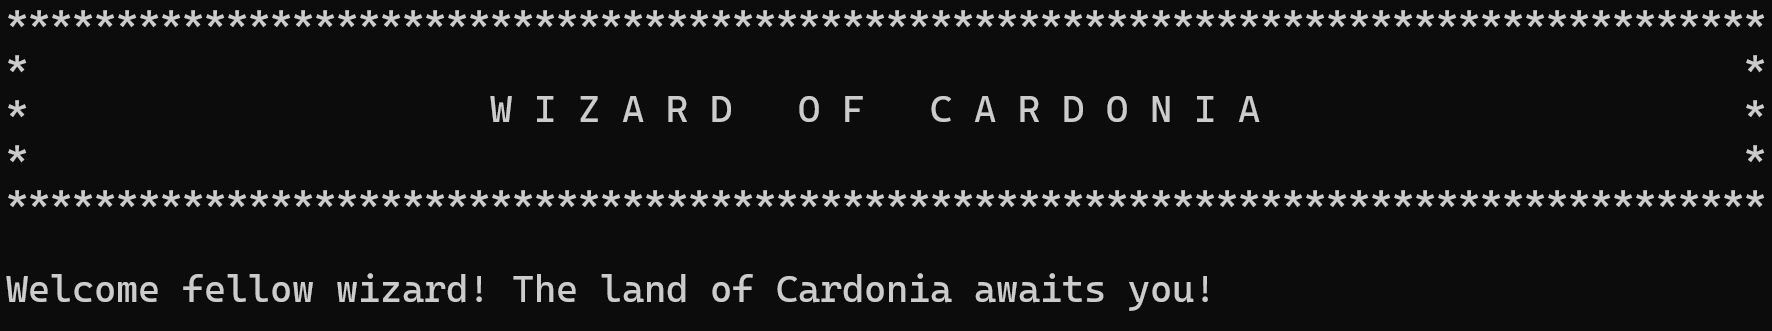 ********************************************************************************
*                                                                              *
*                     W I Z A R D   O F   C A R D O N I A                      *
*                                                                              *
********************************************************************************
Welcome fellow wizard! The land of Cardonia awaits you!